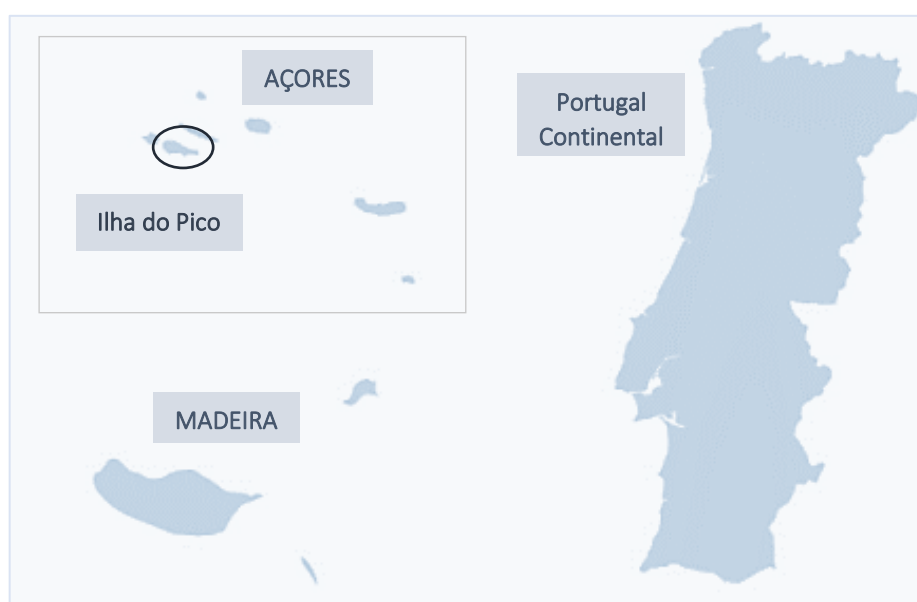 AÇORES
Portugal
Continental
Ilha do Pico
MADEIRA